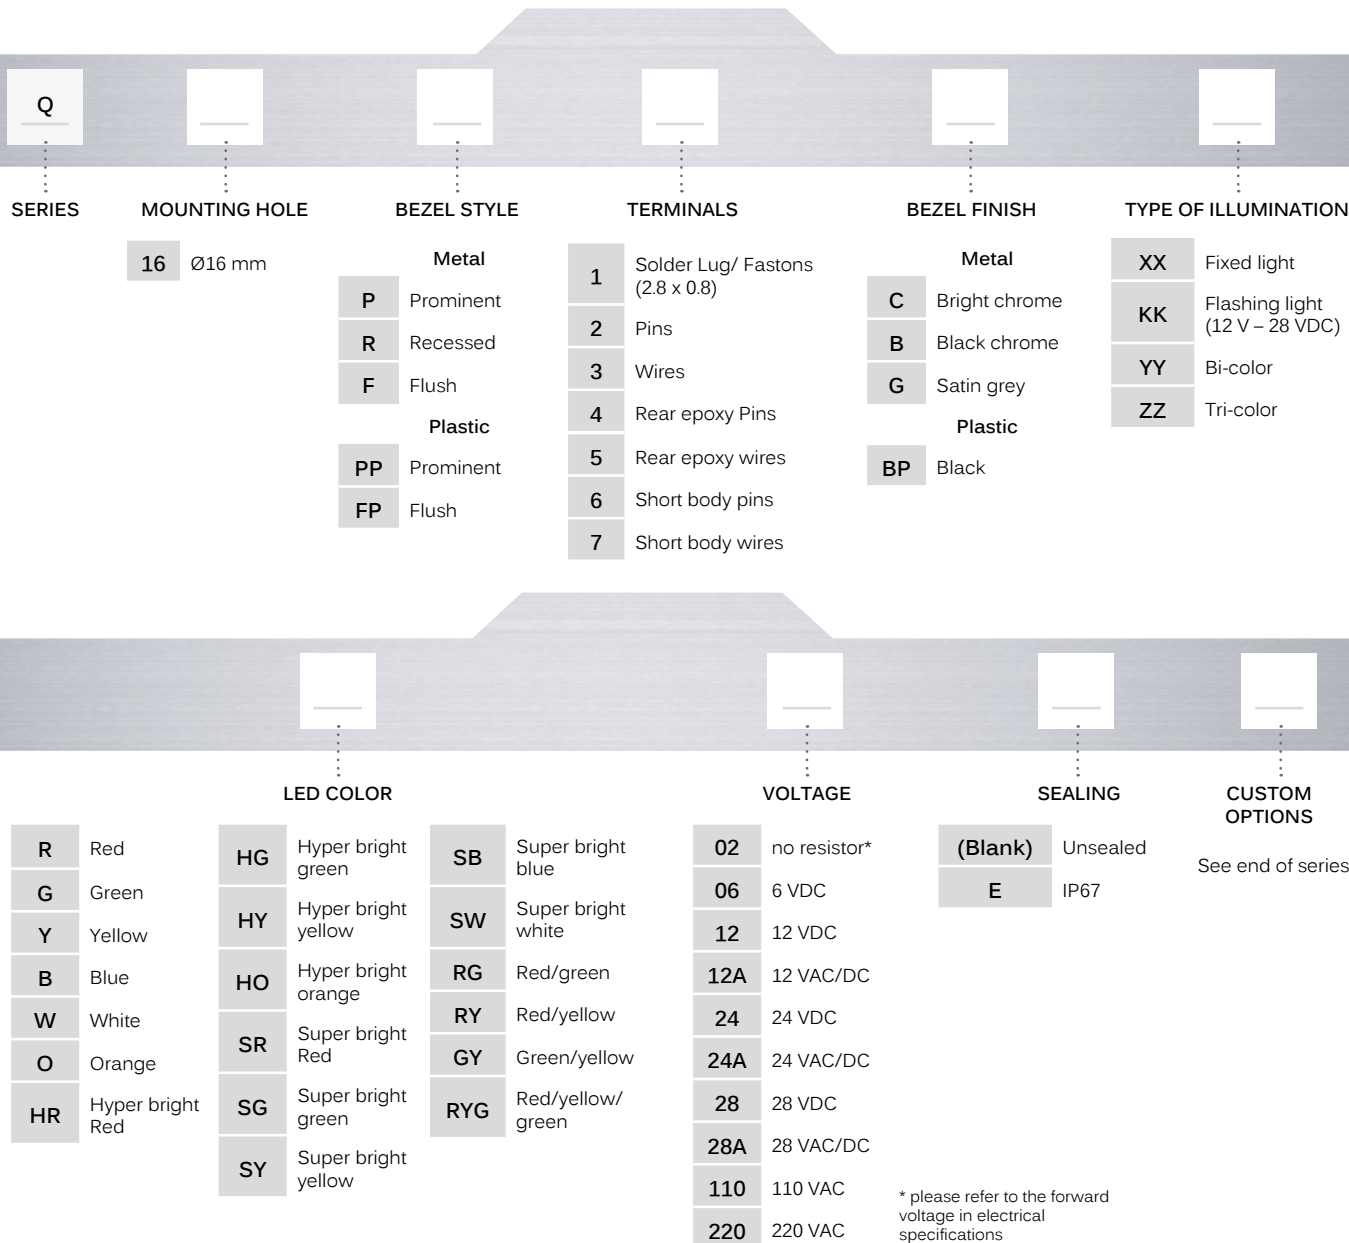 Q
SERIES
MOUNTING HOLE
16 Ø16 mm
BEZEL STYLE
Metal
P Prominent
R Recessed
F Flush
Plastic
PP Prominent
FP Flush
TERMINALS
1 Solder Lug/ Fastons
(2.8 x 0.8)
2 Pins
3 Wires
4 Rear epoxy Pins
5 Rear epoxy wires
6 Short body pins
7 Short body wires
BEZEL FINISH
Metal
C Bright chrome
B Black chrome
G Satin grey
Plastic
BP Black
TYPE OF ILLUMINATION
XX Fixed light
KK Flashing light
(12 V – 28 VDC)
YY Bi-color
ZZ Tri-color
LED COLOR
R Red
G Green
Y Yellow
B Blue
W White
O Orange
HR Hyper bright
Red
HG Hyper bright
green
HY Hyper bright
yellow
HO Hyper bright
orange
SR Super bright
Red
SG Super bright
green
SY Super bright
yellow
SB Super bright
blue
SW Super bright
white
RG Red/green
RY Red/yellow
GY Green/yellow
RYG Red/yellow/
green
VOLTAGE
02 no resistor*
06 6 VDC
12 12 VDC
12A 12 VAC/DC
24 24 VDC
24A 24 VAC/DC
28 28 VDC
28A 28 VAC/DC
110 110 VAC
220 220 VAC
* please refer to the forward
voltage in electrical
specifications
SEALING
(Blank) Unsealed
E IP67
CUSTOM
OPTIONS
See end of series